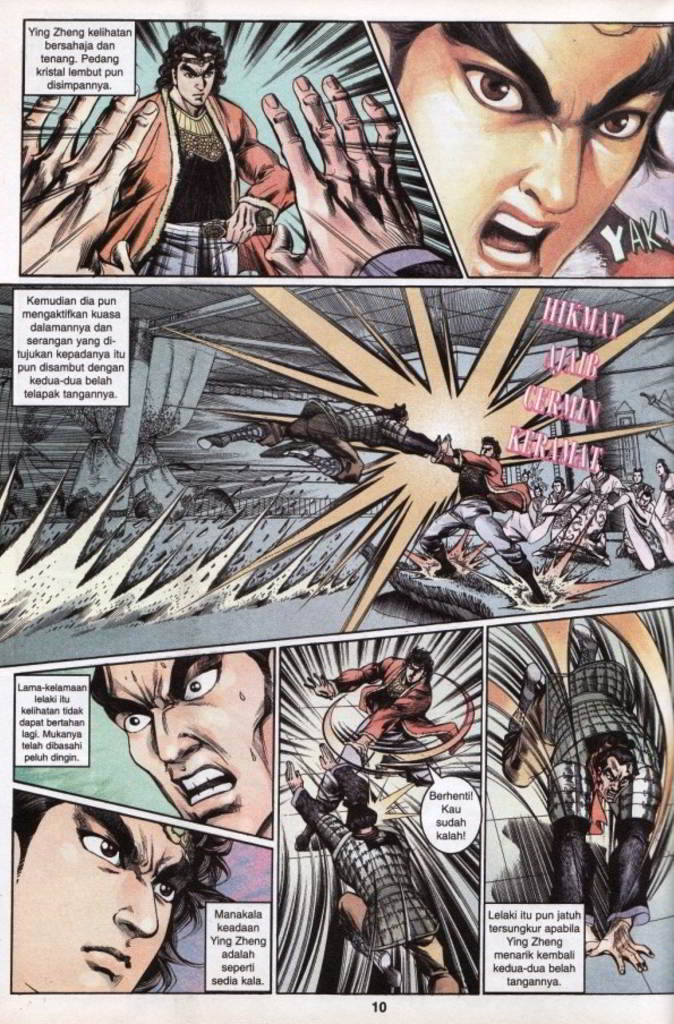 Ying Zheng kelihatan
bersahaja dan
tenang. Pedang
kristal lembut pun
disimpannya.
YAK!
Kemudian dia pun
mengaktifkan kuasa
dalamannya dan
serangan yang di-
tujukan kepadanya itu
pun disambut dengan
kedua-dua belah
telapak tangannya.
HIKMAT
AJAIB
CERMIN
KERAMAT
Lama-kelamaan
lelaki itu
kelihatan tidak
dapat bertahan
lagi. Mukanya
telah dibasahi
peluh dingin.
Manakala
keadaan
Ying Zheng
adalah
seperti
sedia kala.
Berhenti!
Kau
sudah
kalah!
Lelaki itu pun jatuh
tersungkur apabila
Ying Zheng
menarik kembali
kedua-dua belah
tangannya.
10